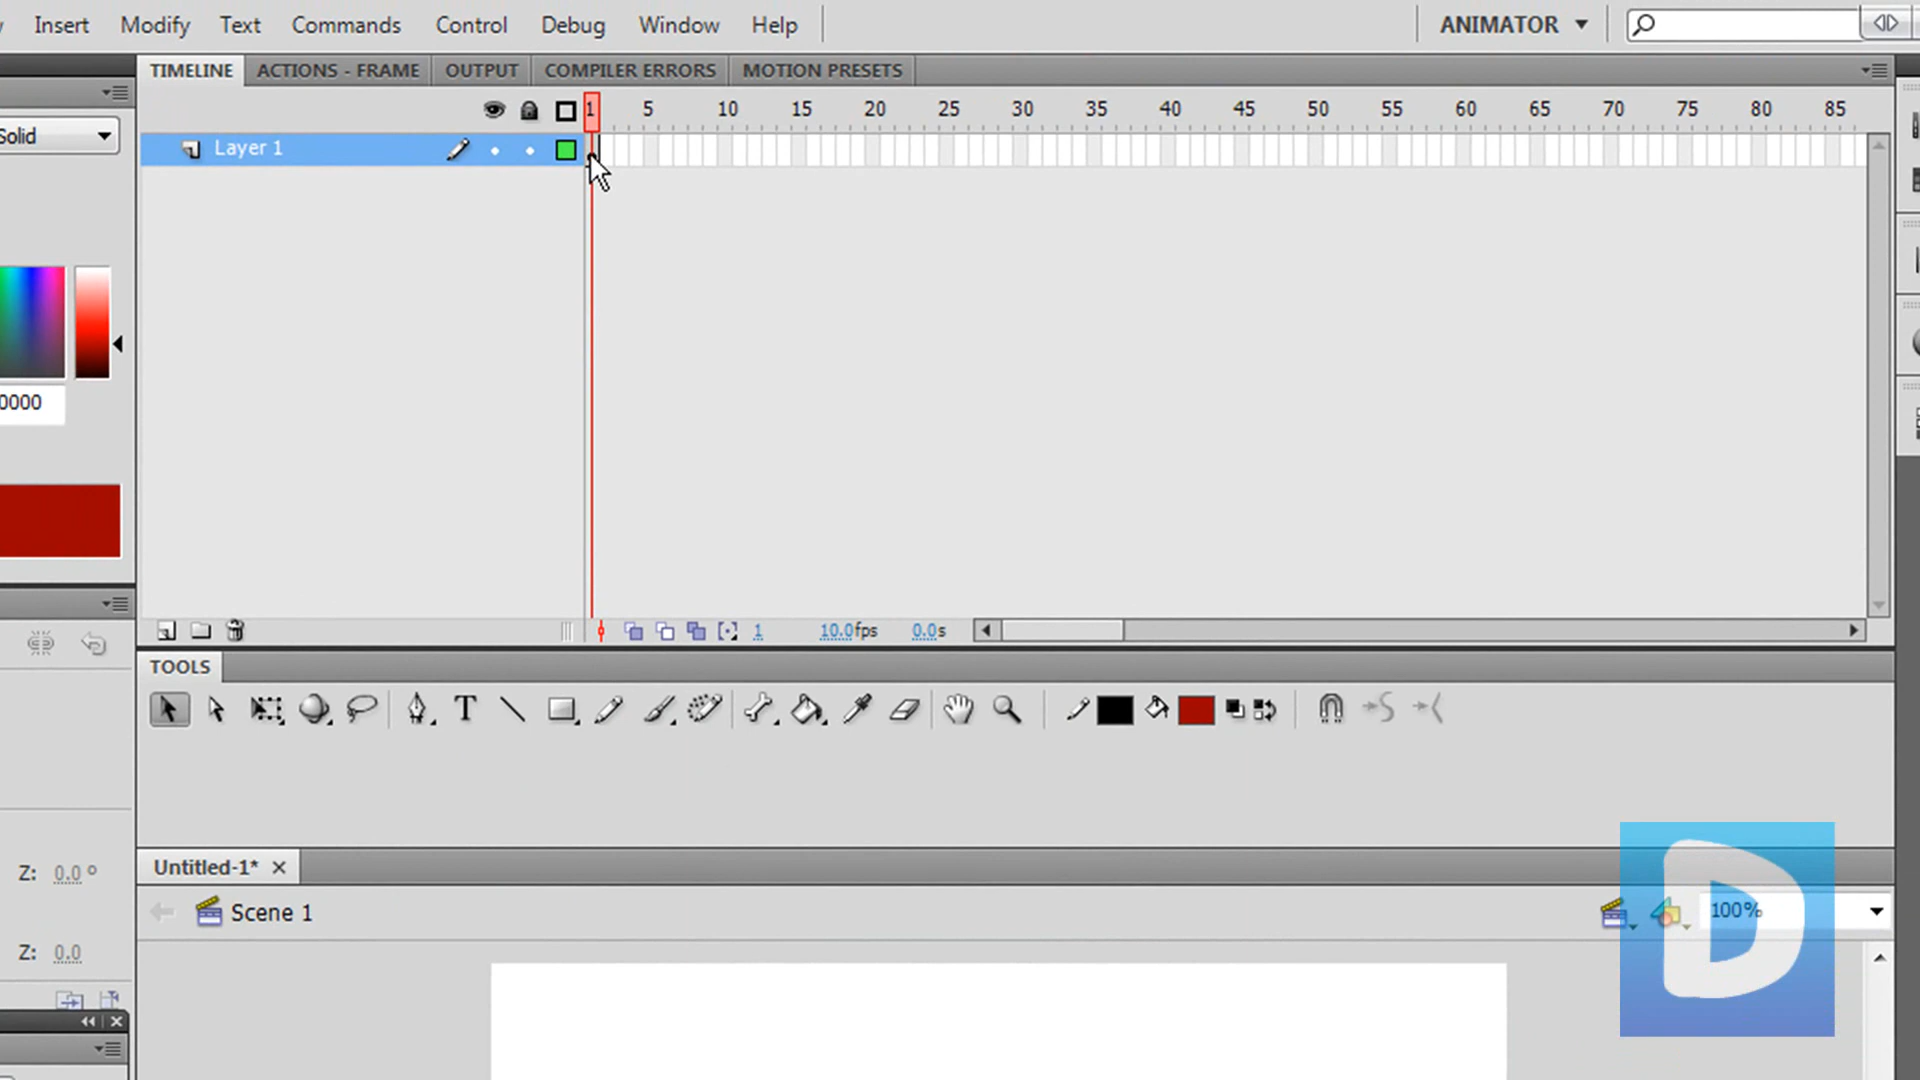 Insert Modify Text Commands Control Debug Window Help ANIMATOR
TIMELINE ACTIONS - FRAME OUTPUT COMPILER ERRORS MOTION PRESETS
1 5 10 15 20 25 30 35 40 45 50 55 60 65 70 75 80 85
Solid
Layer 1
0000
1 10.0fps 0.0s
TOOLS
Untitled-1*
Z: 0.0 °
Scene 1
100%
Z: 0.0
D